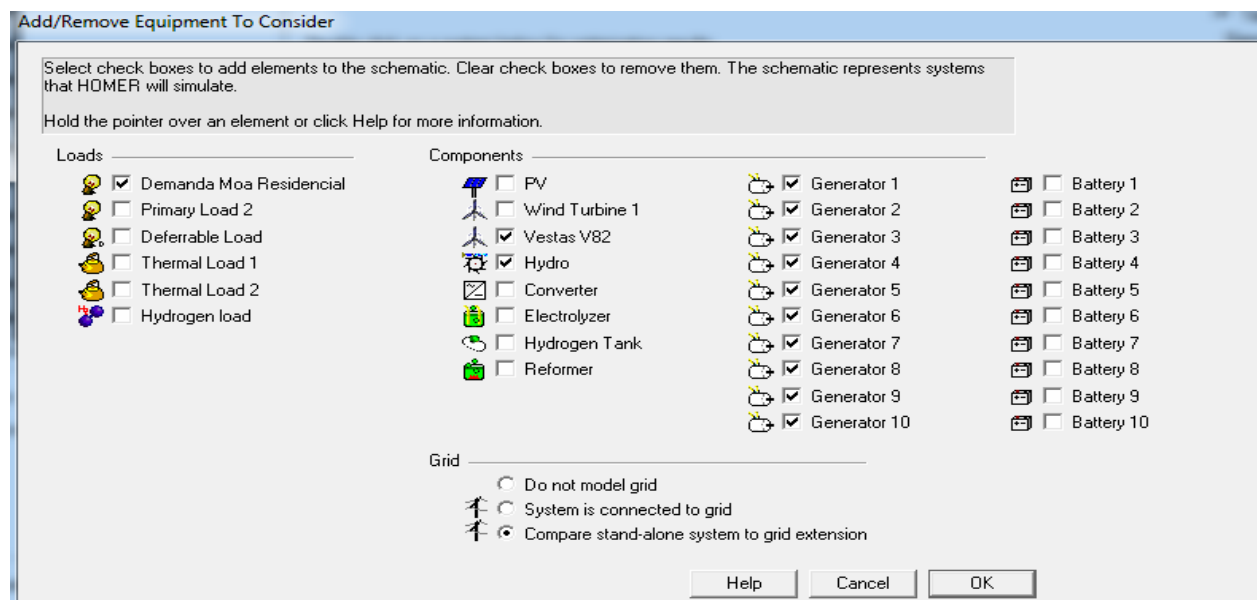 Add/Remove Equipment To Consider
Select check boxes to add elements to the schematic. Clear check boxes to remove them. The schematic represents systems
that HOMER will simulate.
Hold the pointer over an element or click Help for more information.
Loads
Demanda Moa Residencial
Primary Load 2
Deferrable Load
Thermal Load 1
Thermal Load 2
Hydrogen load
Components
PV
Wind Turbine 1
Vestas V82
Hydro
Converter
Electrolyzer
Hydrogen Tank
Reformer
Generator 1
Generator 2
Generator 3
Generator 4
Generator 5
Generator 6
Generator 7
Generator 8
Generator 9
Generator 10
Battery 1
Battery 2
Battery 3
Battery 4
Battery 5
Battery 6
Battery 7
Battery 8
Battery 9
Battery 10
Grid
Do not model grid
System is connected to grid
Compare stand-alone system to grid extension
Help
Cancel
OK